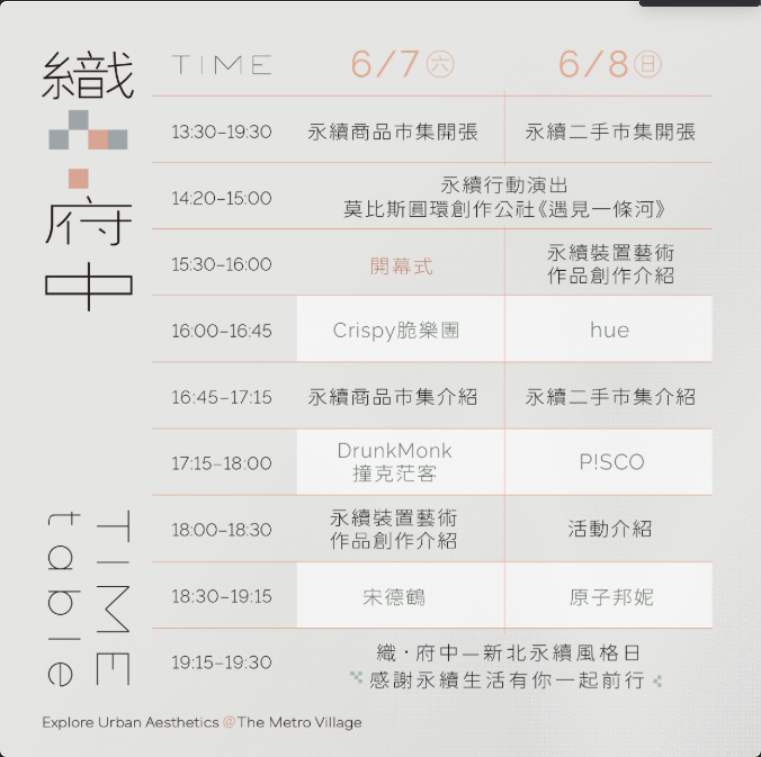 織
府
中
TIME
table
TIME 6/7㊅ 6/8㊐
13:30-19:30 永續商品市集開張 永續二手市集開張
14:20-15:00 永續行動演出
莫比斯圓環創作公社《遇見一條河》
15:30-16:00 開幕式 永續裝置藝術
作品創作介紹
16:00-16:45 Crispy脆樂團 hue
16:45-17:15 永續商品市集介紹 永續二手市集介紹
17:15-18:00 DrunkMonk
撞克茫客 P!SCO
18:00-18:30 永續裝置藝術
作品創作介紹 活動介紹
18:30-19:15 宋德鶴 原子邦妮
19:15-19:30 織·府中—新北永續風格日
感謝永續生活有你一起前行
Explore Urban Aesthetics @The Metro Village